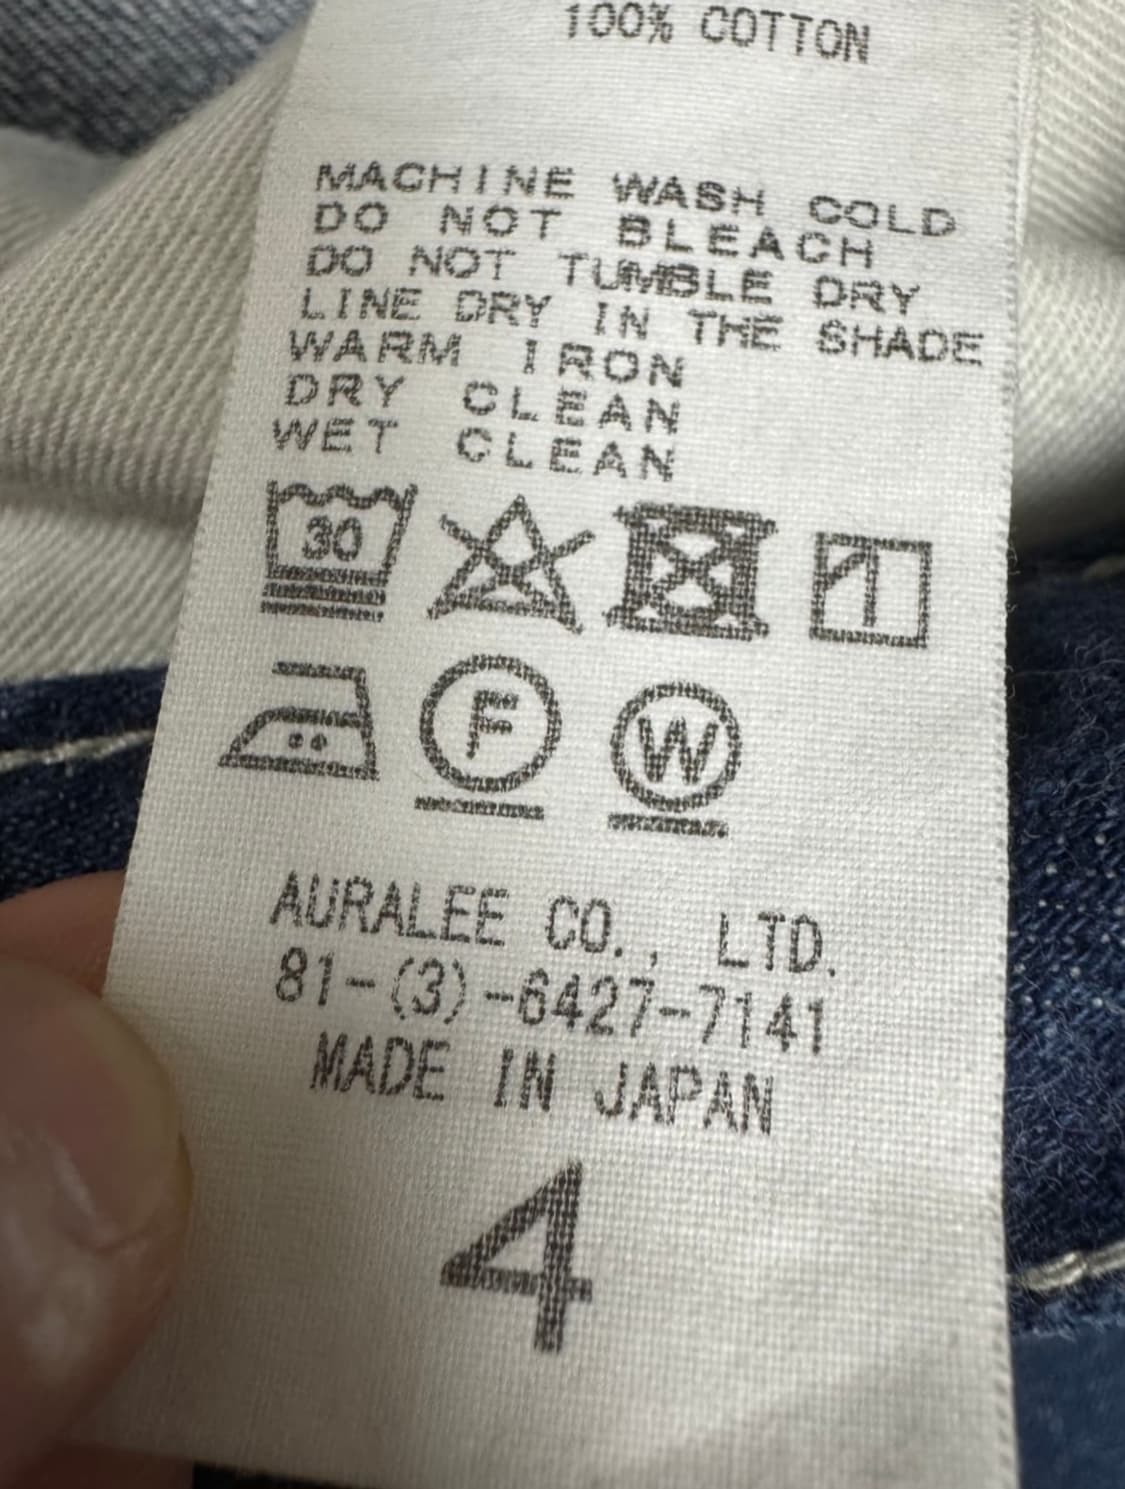 100% COTTON
MACHINE WASH COLD
DO NOT BLEACH
DO NOT TUMBLE DRY
LINE DRY IN THE SHADE
WARM IRON
DRY CLEAN
WET CLEAN
30
F
W
AURALEE CO., LTD.
81-(3)-6427-7141
MADE IN JAPAN
4